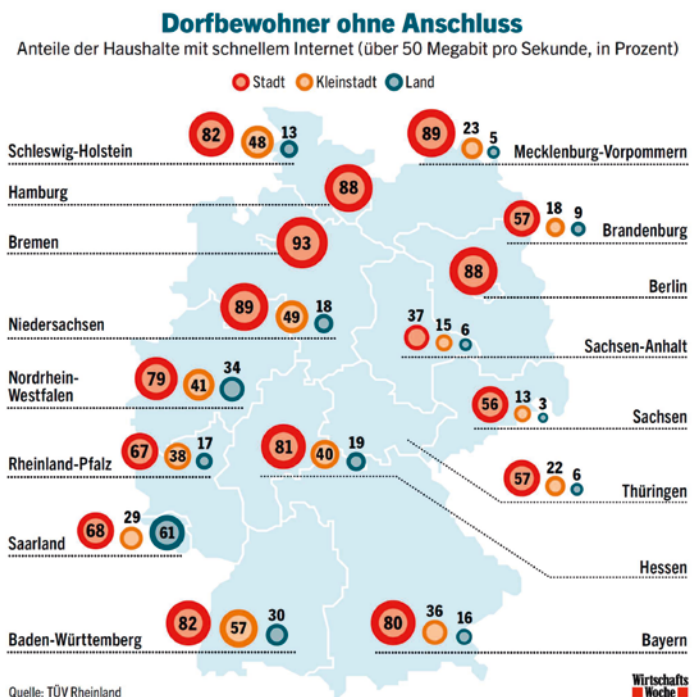 Dorfbewohner ohne Anschluss
Anteile der Haushalte mit schnellem Internet (über 50 Megabit pro Sekunde, in Prozent)
Stadt Kleinstadt Land
Schleswig-Holstein 82 48 13
89 23 5 Mecklenburg-Vorpommern
Hamburg 88
57 18 9 Brandenburg
Bremen 93
88 Berlin
Niedersachsen 89 49 18
37 15 6 Sachsen-Anhalt
Nordrhein-
Westfalen 79 41 34
56 13 3 Sachsen
Rheinland-Pfalz 67 38 17
81 40 19
57 22 6 Thüringen
Saarland 68 29 61
Hessen
Baden-Württemberg 82 57 30
80 36 16 Bayern
Quelle: TÜV Rheinland
Wirtschafts
Woche